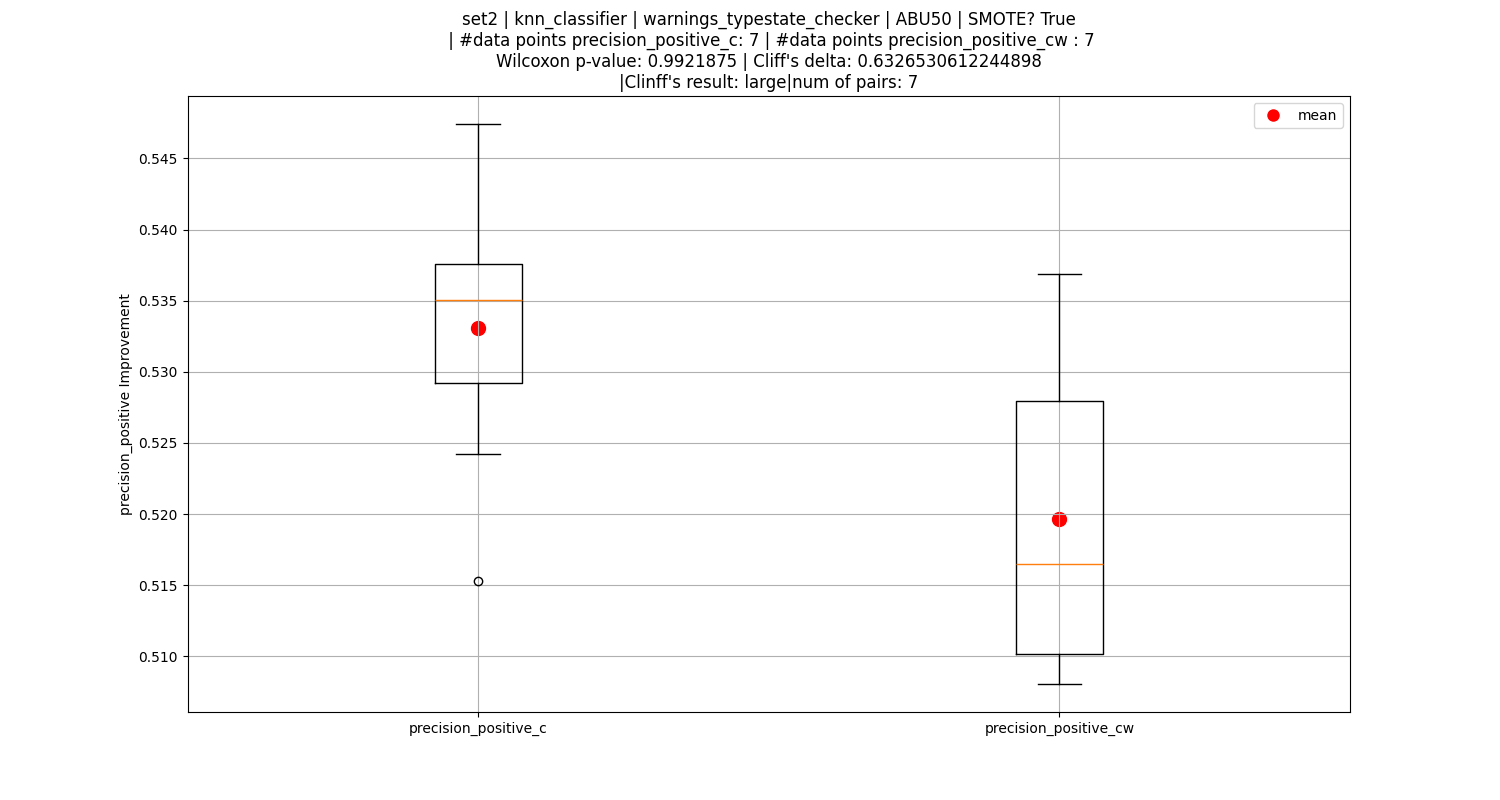 set2 | knn_classifier | warnings_typestate_checker | ABU50 | SMOTE? True
| #data points precision_positive_c: 7 | #data points precision_positive_cw : 7
Wilcoxon p-value: 0.9921875 | Cliff's delta: 0.6326530612244898
|Clinff's result: large|num of pairs: 7
mean
precision_positive Improvement
0.545
0.540
0.535
0.530
0.525
0.520
0.515
0.510
precision_positive_c
precision_positive_cw